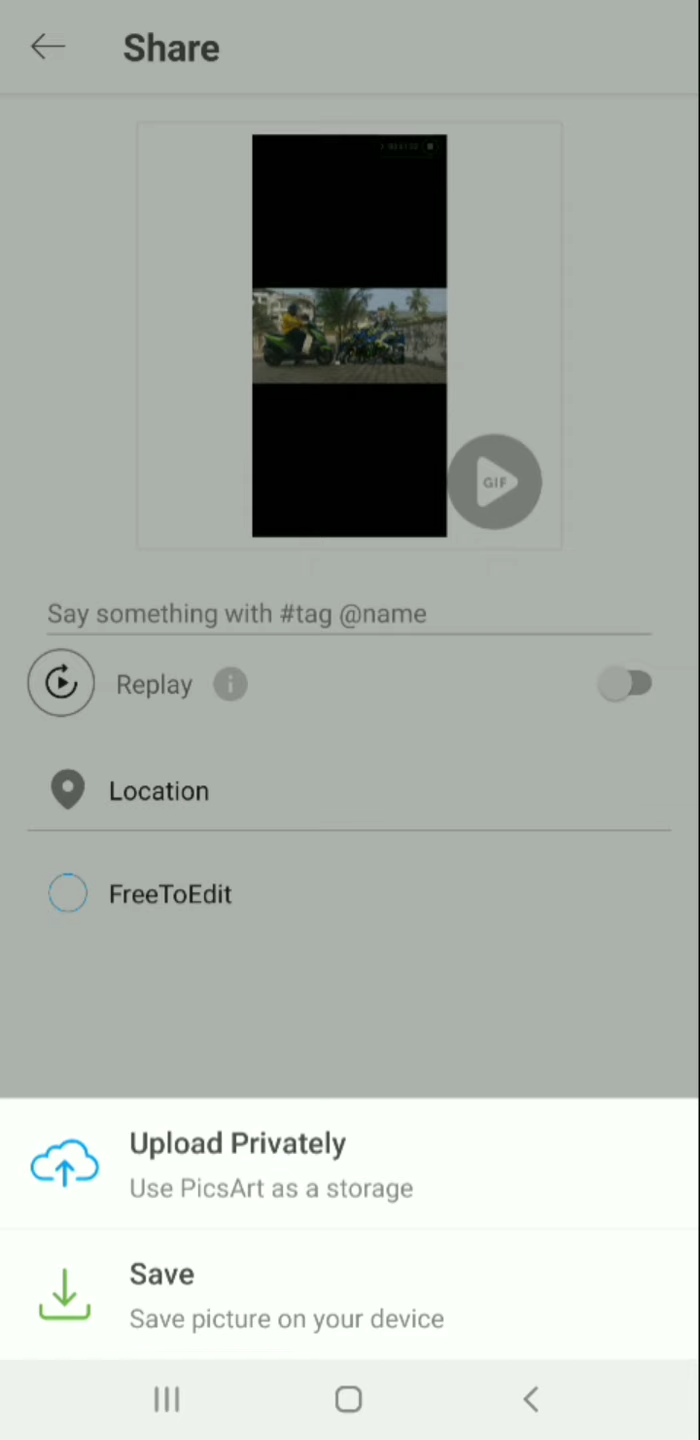 Share
GIF
Say something with #tag @name
Replay
Location
FreeToEdit
Upload Privately
Use PicsArt as a storage
Save
Save picture on your device